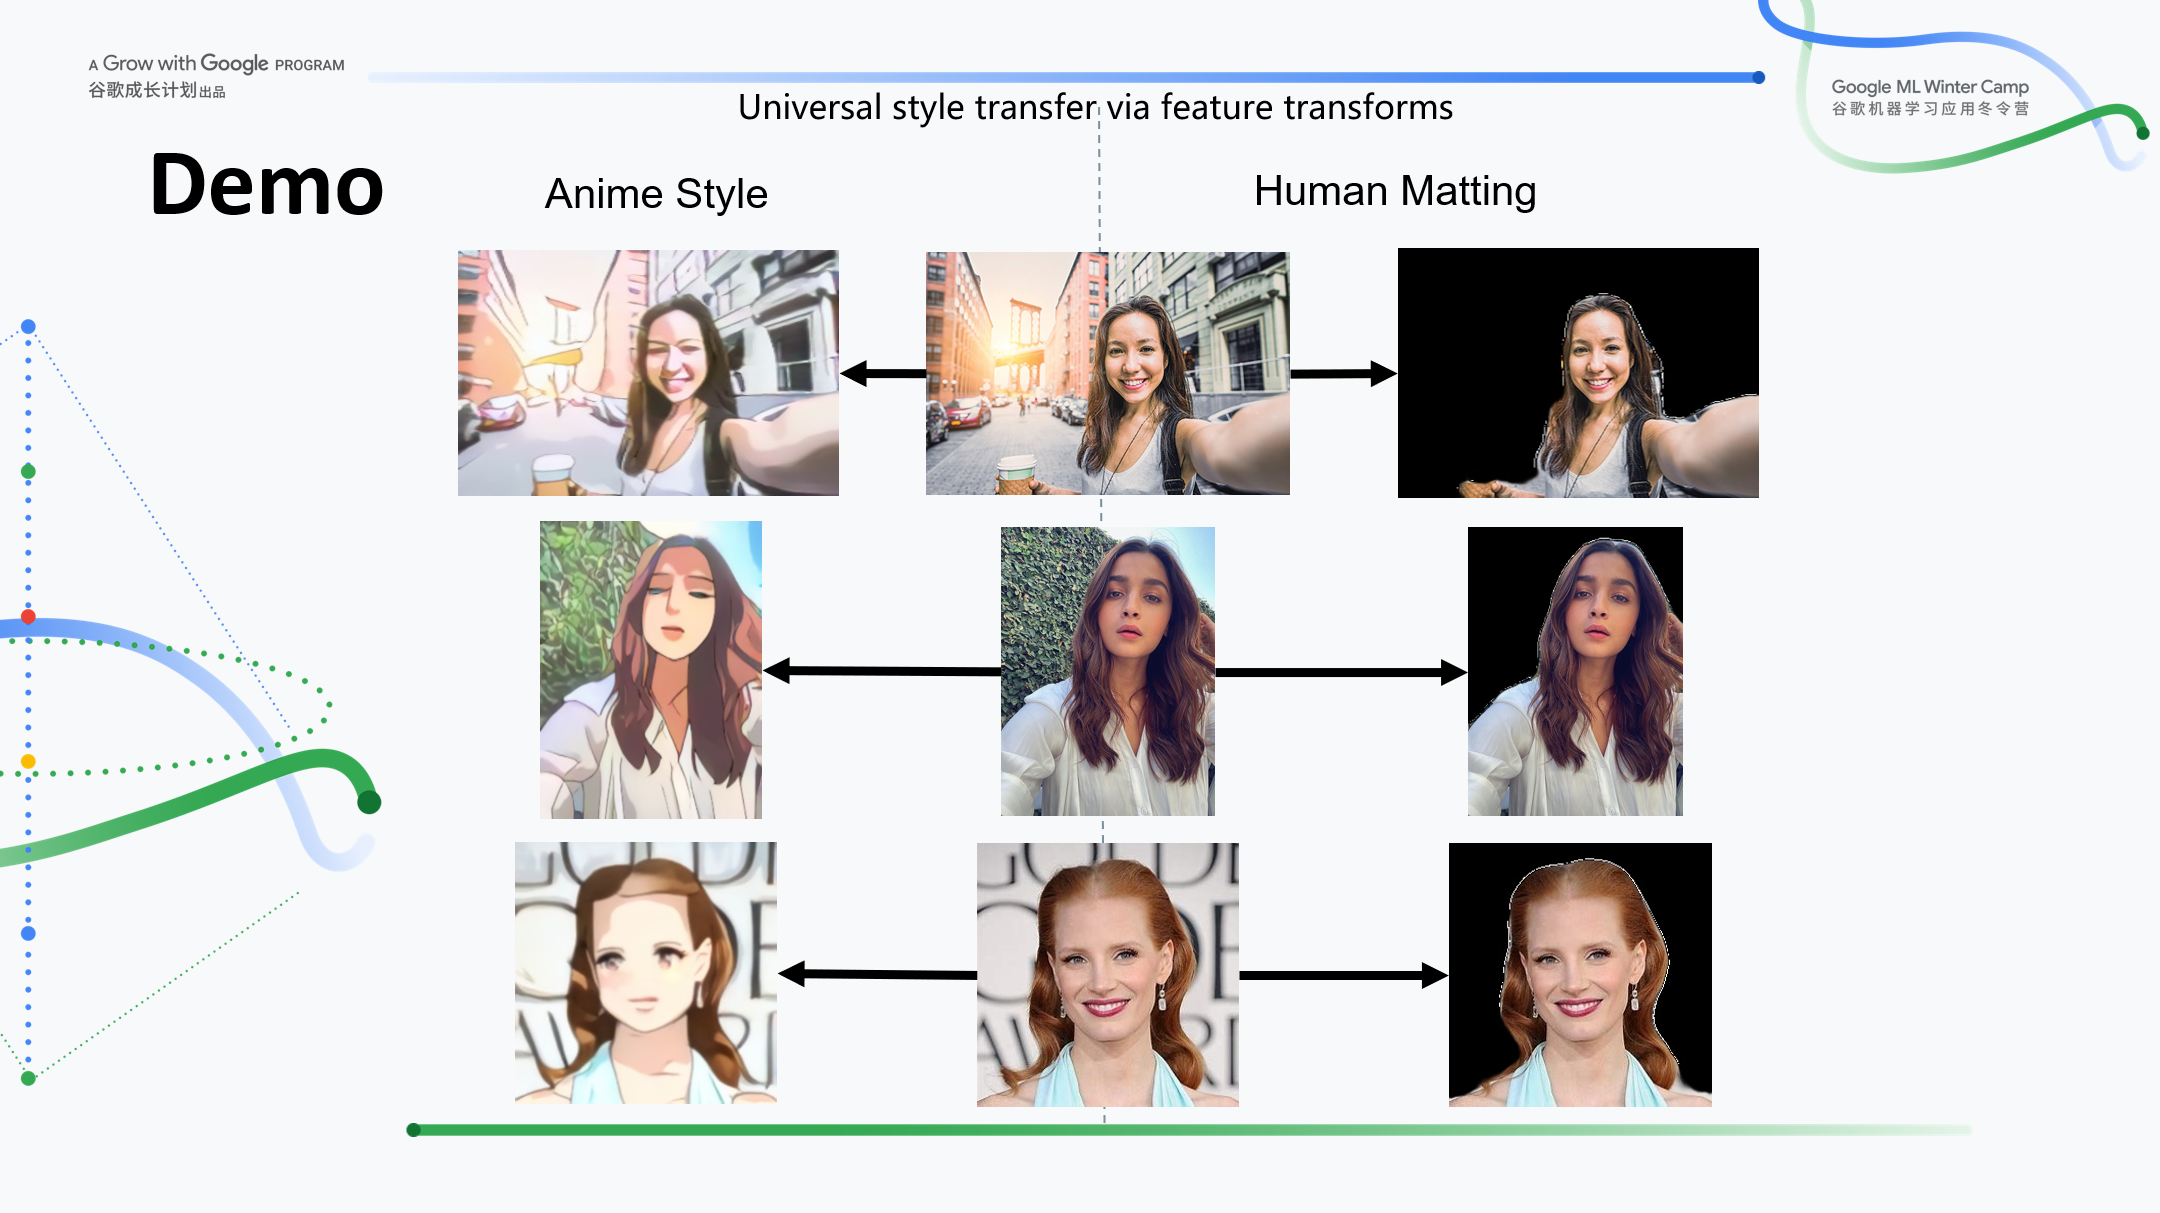 A Grow with Google PROGRAM
谷歌成长计划出品
Google ML Winter Camp
谷歌机器学习应用冬令营
Universal style transfer via feature transforms
Demo
Anime Style
Human Matting